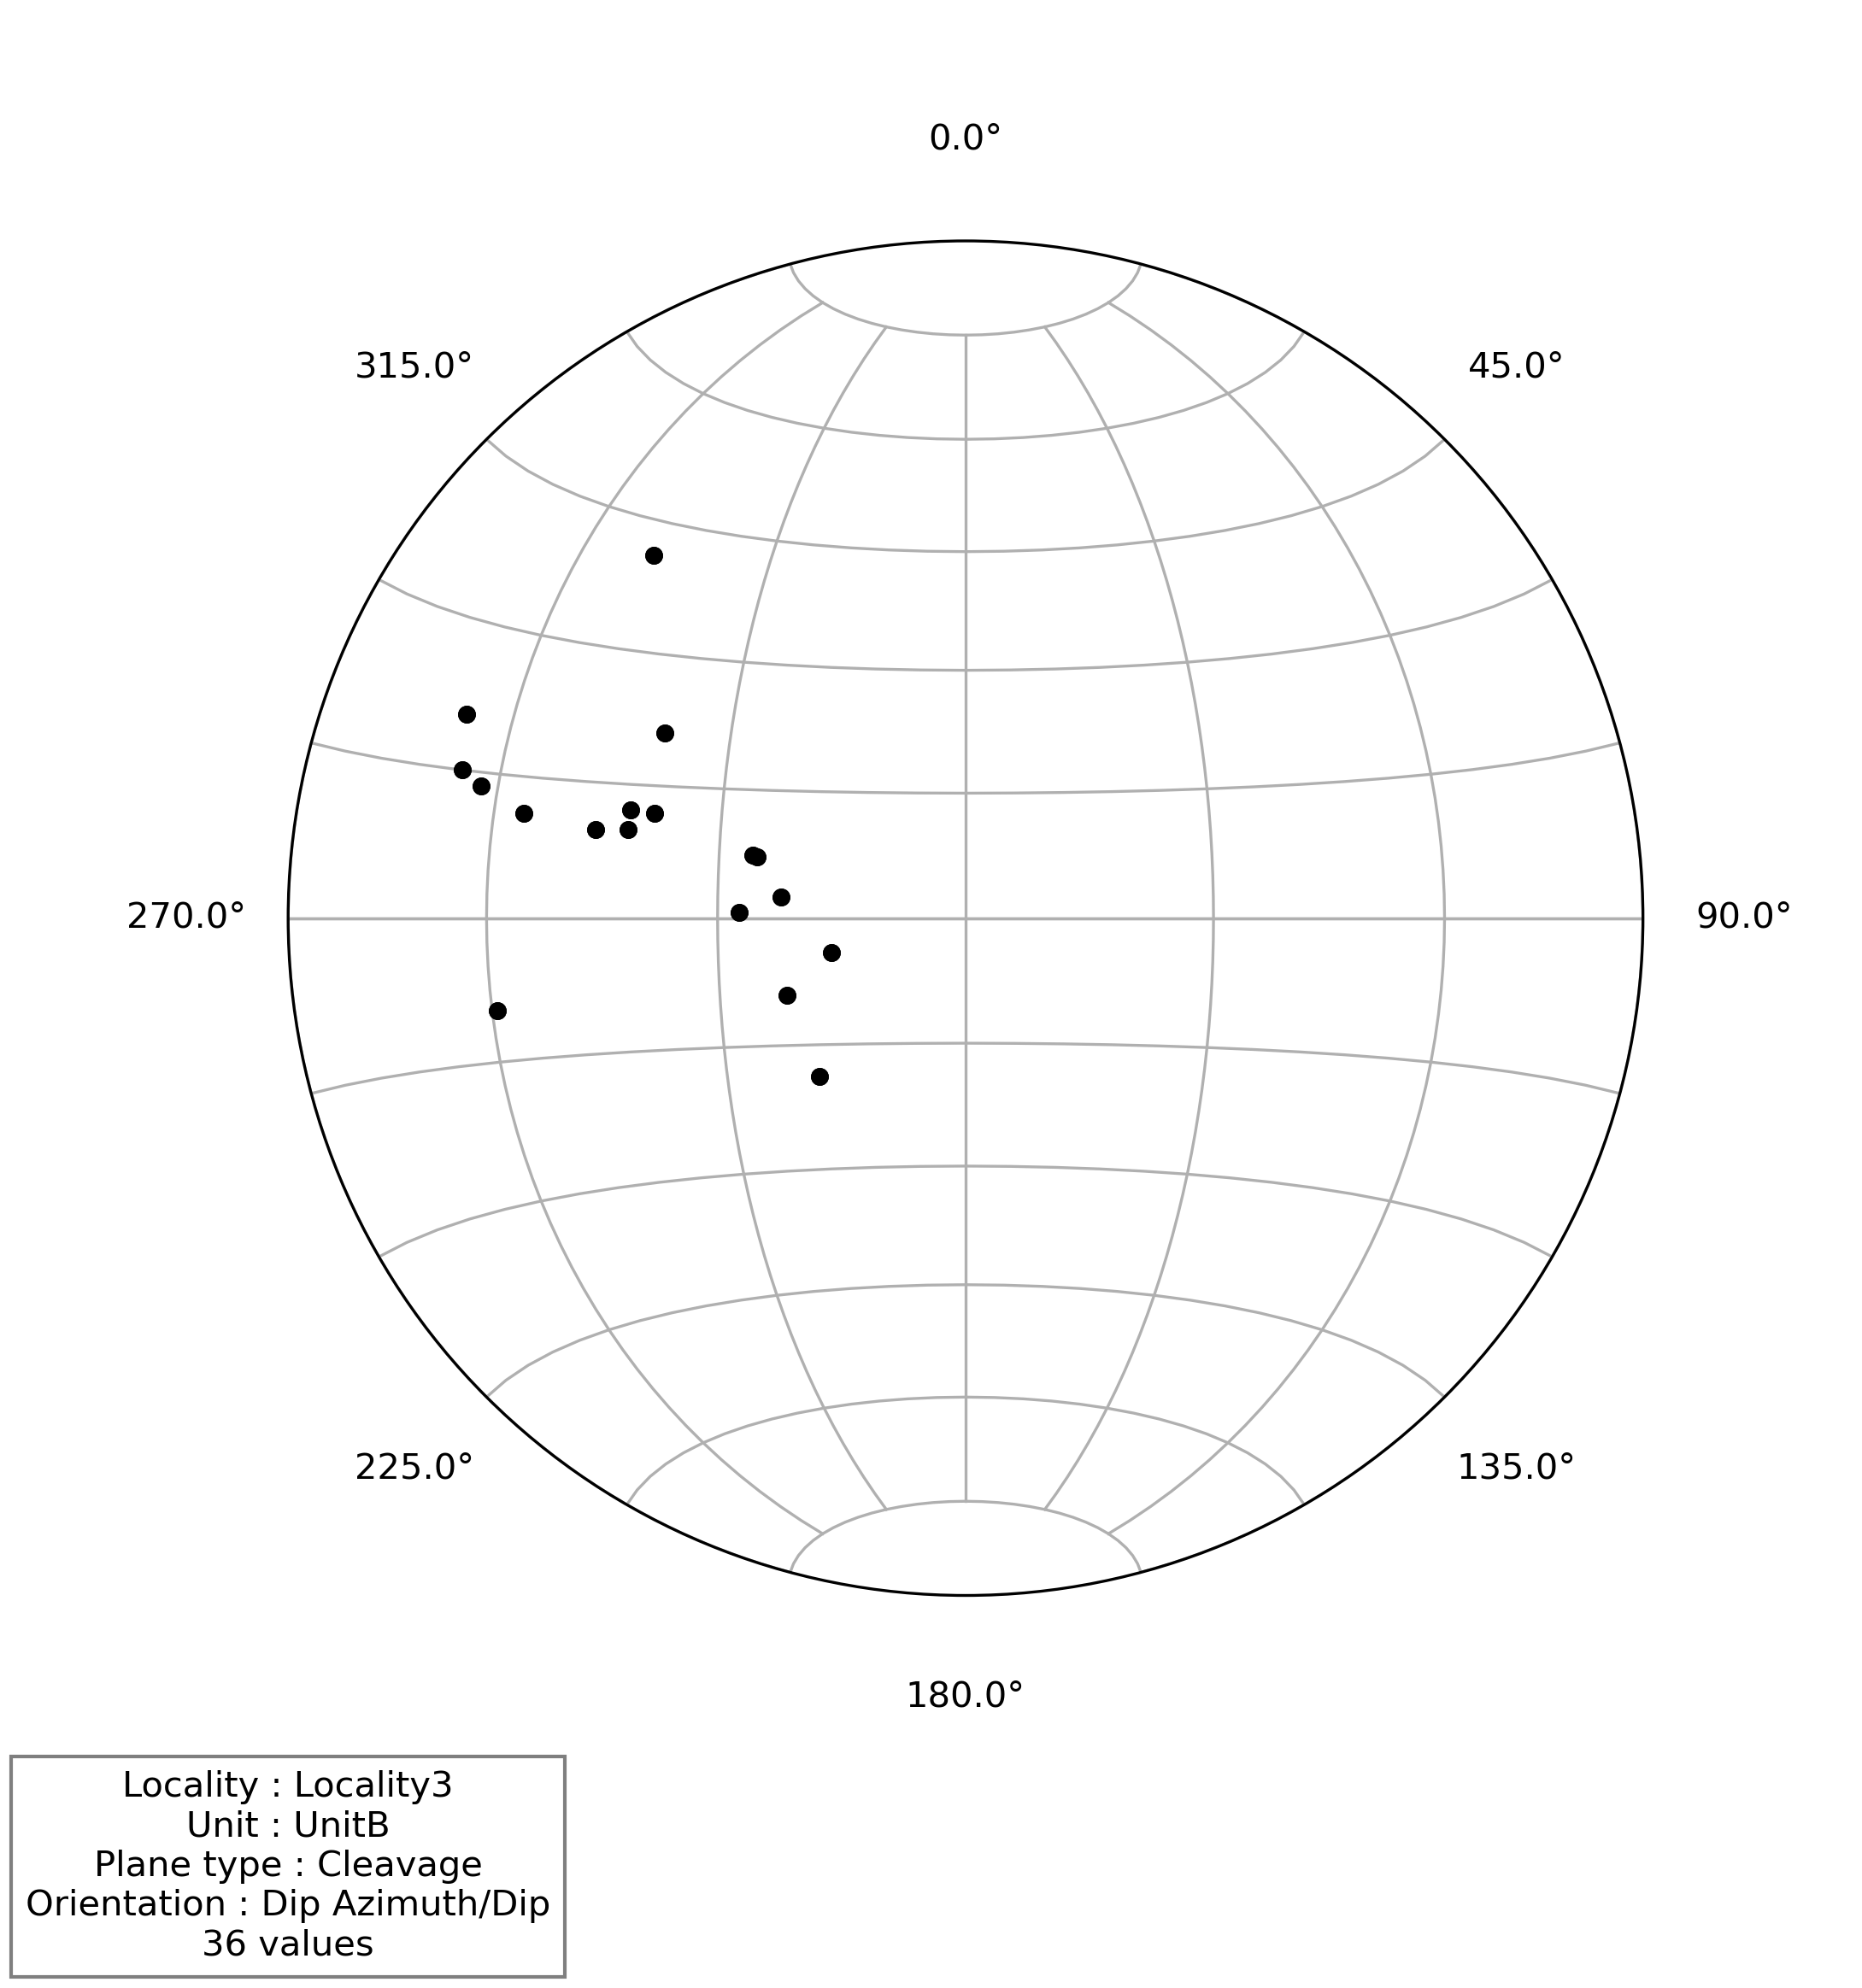 0.0°
315.0° 45.0°
270.0° 90.0°
225.0° 135.0°
180.0°
Locality : Locality3
Unit : UnitB
Plane type : Cleavage
Orientation : Dip Azimuth/Dip
36 values